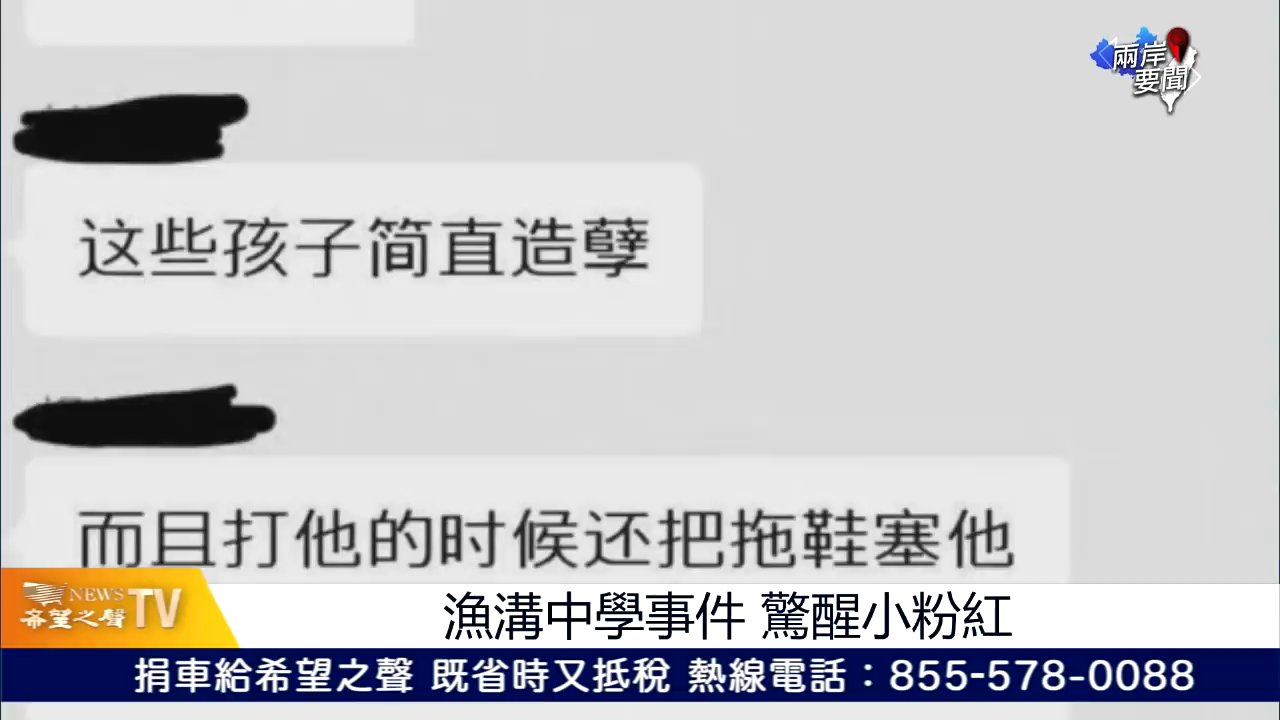 兩岸
要聞
这些孩子简直造孽
而且打他的时候还把拖鞋塞他
NEWS
希望之聲TV
漁溝中學事件 驚醒小粉紅
捐車給希望之聲 既省時又抵稅 熱線電話：855-578-0088